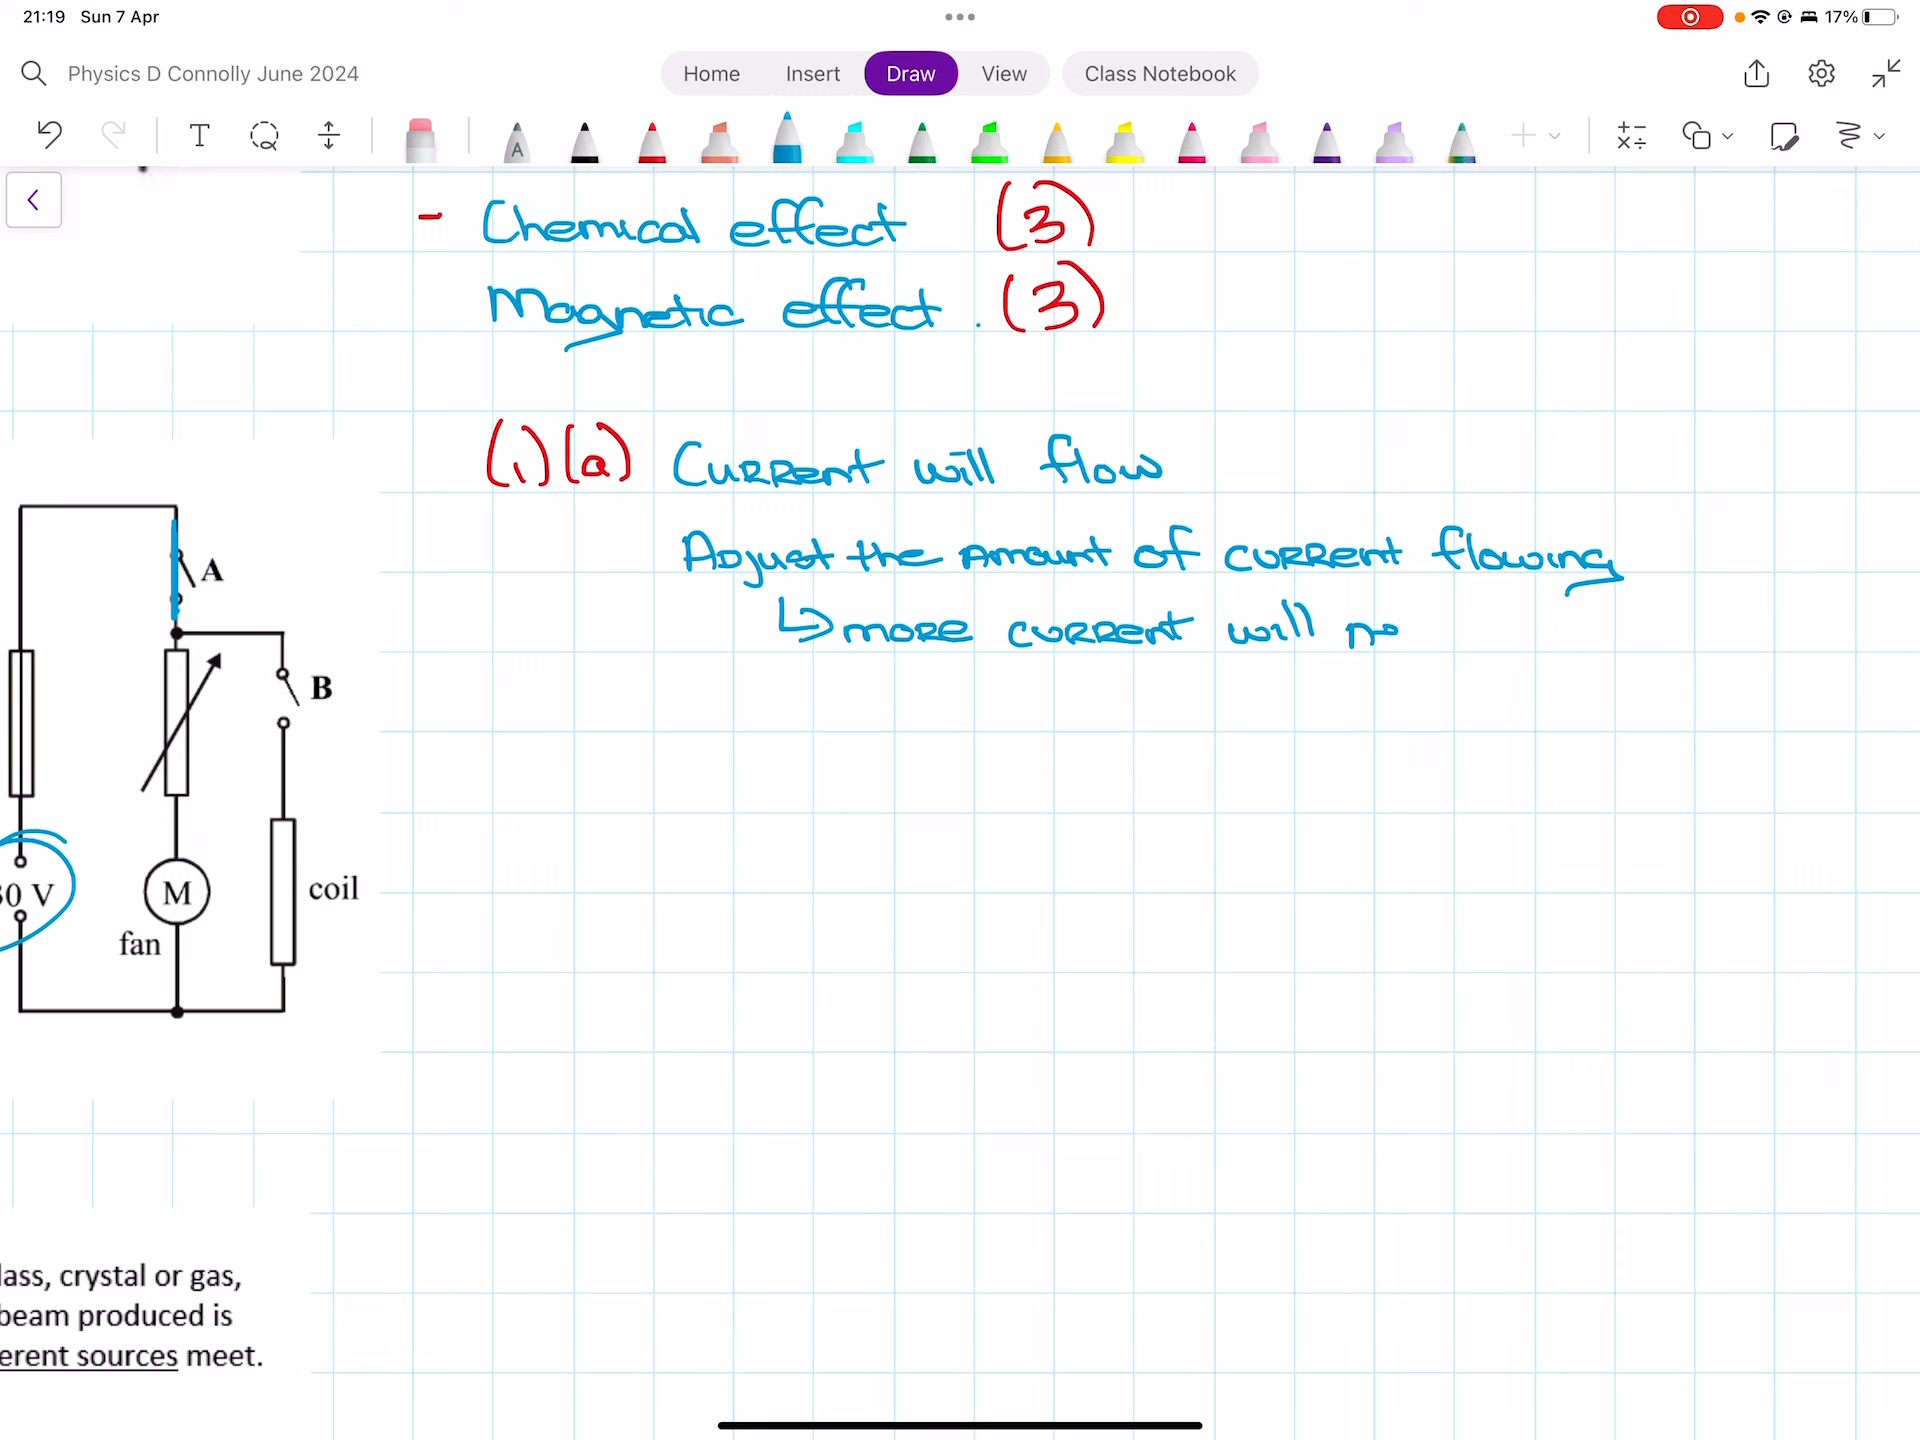 21:19 Sun 7 Apr
17%
Physics D Connolly June 2024
Home Insert Draw View Class Notebook
T
A
- Chemical effect (3)
Magnetic effect. (3)
(i) (a) Current will flow
Adjust the amount of current flowing
↳ more current will
A
B
0 V
M
fan
coil
lass, crystal or gas,
beam produced is
erent sources meet.